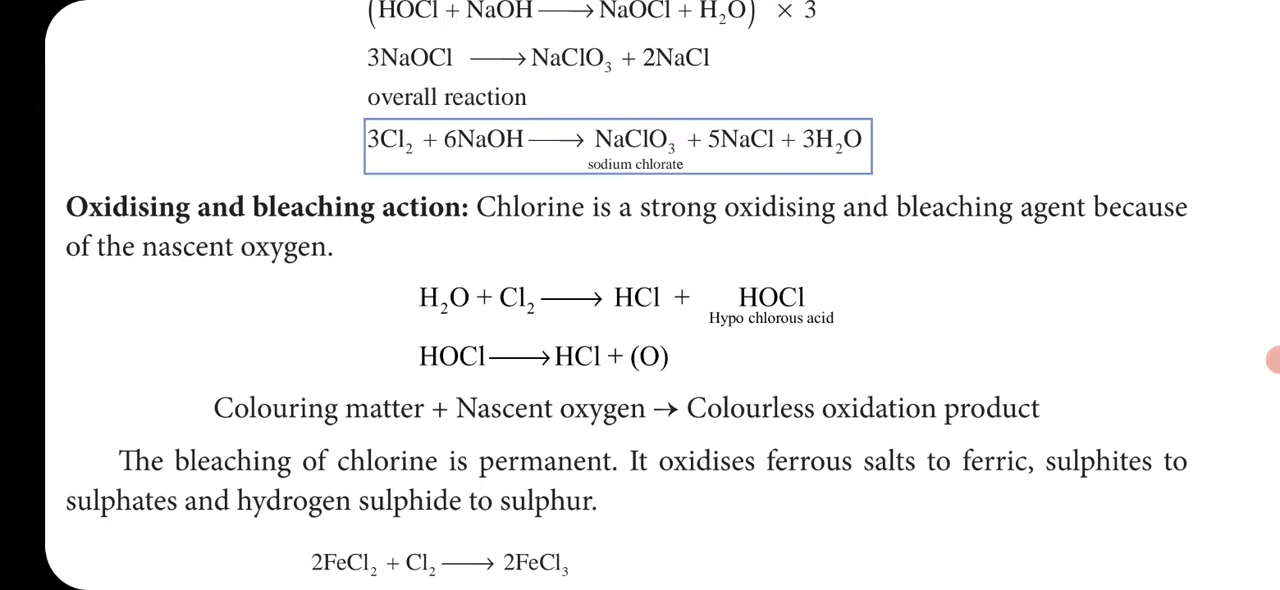 (HOCl + NaOH ⟶ NaOCl + H₂O) × 3
3NaOCl ⟶ NaClO₃ + 2NaCl
overall reaction
3Cl₂ + 6NaOH ⟶ NaClO₃ + 5NaCl + 3H₂O
sodium chlorate
Oxidising and bleaching action: Chlorine is a strong oxidising and bleaching agent because
of the nascent oxygen.
H₂O + Cl₂ ⟶ HCl + HOCl
Hypo chlorous acid
HOCl ⟶ HCl + (O)
Colouring matter + Nascent oxygen → Colourless oxidation product
The bleaching of chlorine is permanent. It oxidises ferrous salts to ferric, sulphites to
sulphates and hydrogen sulphide to sulphur.
2FeCl₂ + Cl₂ ⟶ 2FeCl₃